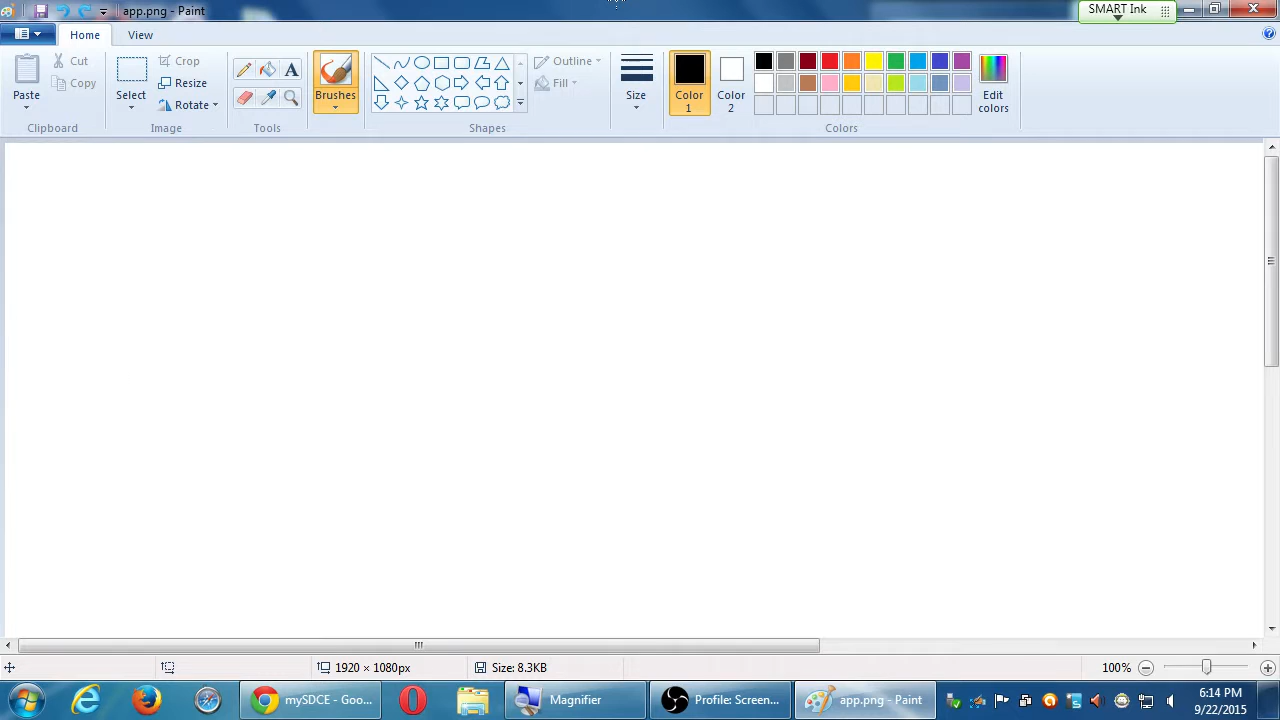 app.png - Paint
SMART Ink
Home
View
Paste
Cut
Copy
Clipboard
Select
Crop
Resize
Rotate
Image
A
Tools
Brushes
Shapes
Outline
Fill
Size
Color
1
Color
2
Edit
colors
Colors
1920 × 1080px
Size: 8.3KB
100%
mySDCE - Goo...
Magnifier
Profile: Screen...
app.png - Paint
6:14 PM
9/22/2015